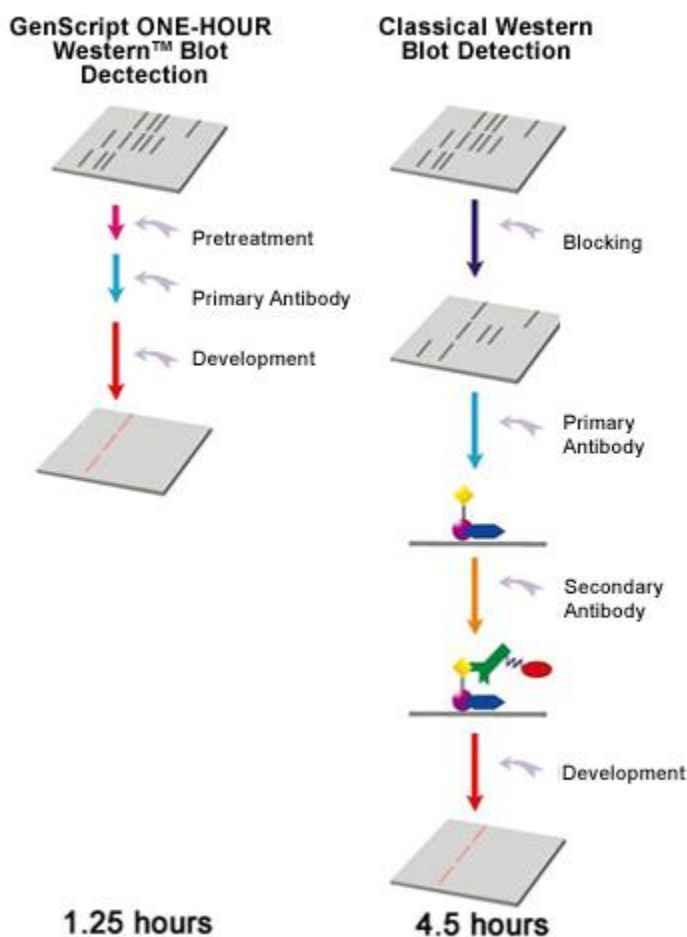 GenScript ONE-HOUR
Western™ Blot
Dectection
Pretreatment
Primary Antibody
Development
1.25 hours
Classical Western
Blot Detection
Blocking
Primary
Antibody
Secondary
Antibody
Development
4.5 hours